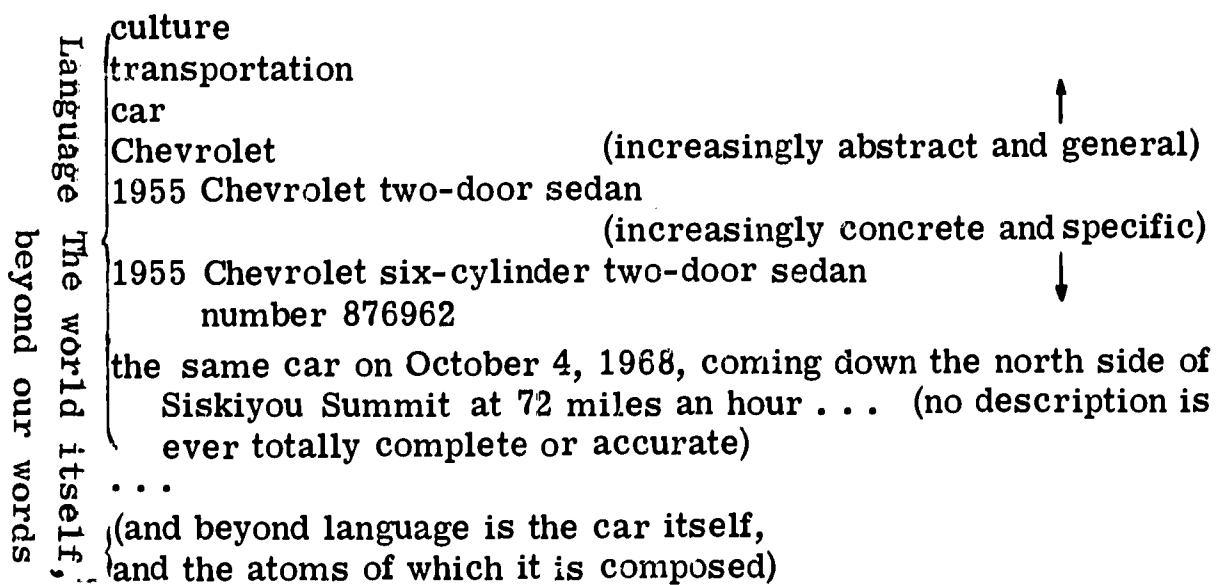 Language
The world itself,
beyond our words
culture
transportation
car
Chevrolet (increasingly abstract and general)
1955 Chevrolet two-door sedan
(increasingly concrete and specific)
1955 Chevrolet six-cylinder two-door sedan
number 876962
the same car on October 4, 1968, coming down the north side of
Siskiyou Summit at 72 miles an hour . . . (no description is
ever totally complete or accurate)
. . .
(and beyond language is the car itself,
and the atoms of which it is composed)